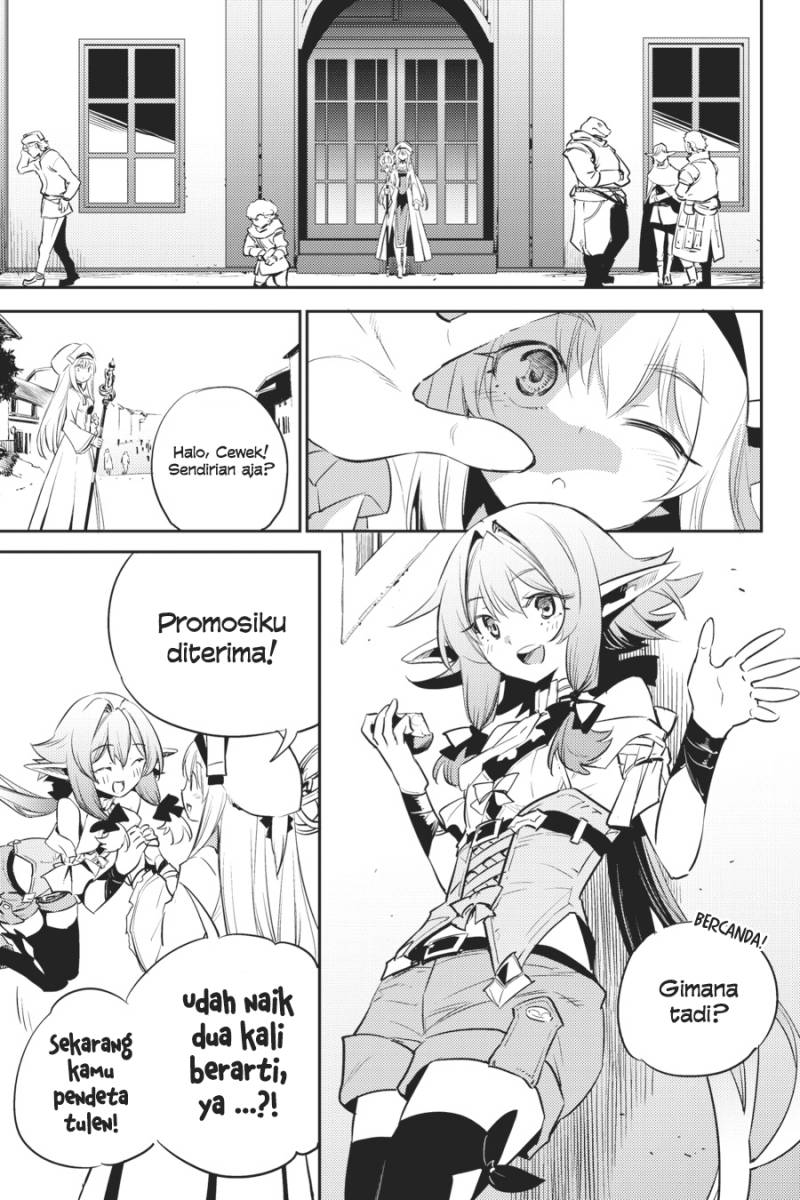 Halo, Cewek!
Sendirian aja?
BERCANDA!
Gimana
tadi?
Promosiku
diterima!
udah naik
dua kali
berarti,
ya ...?!
Sekarang
kamu
pendeta
tulen!